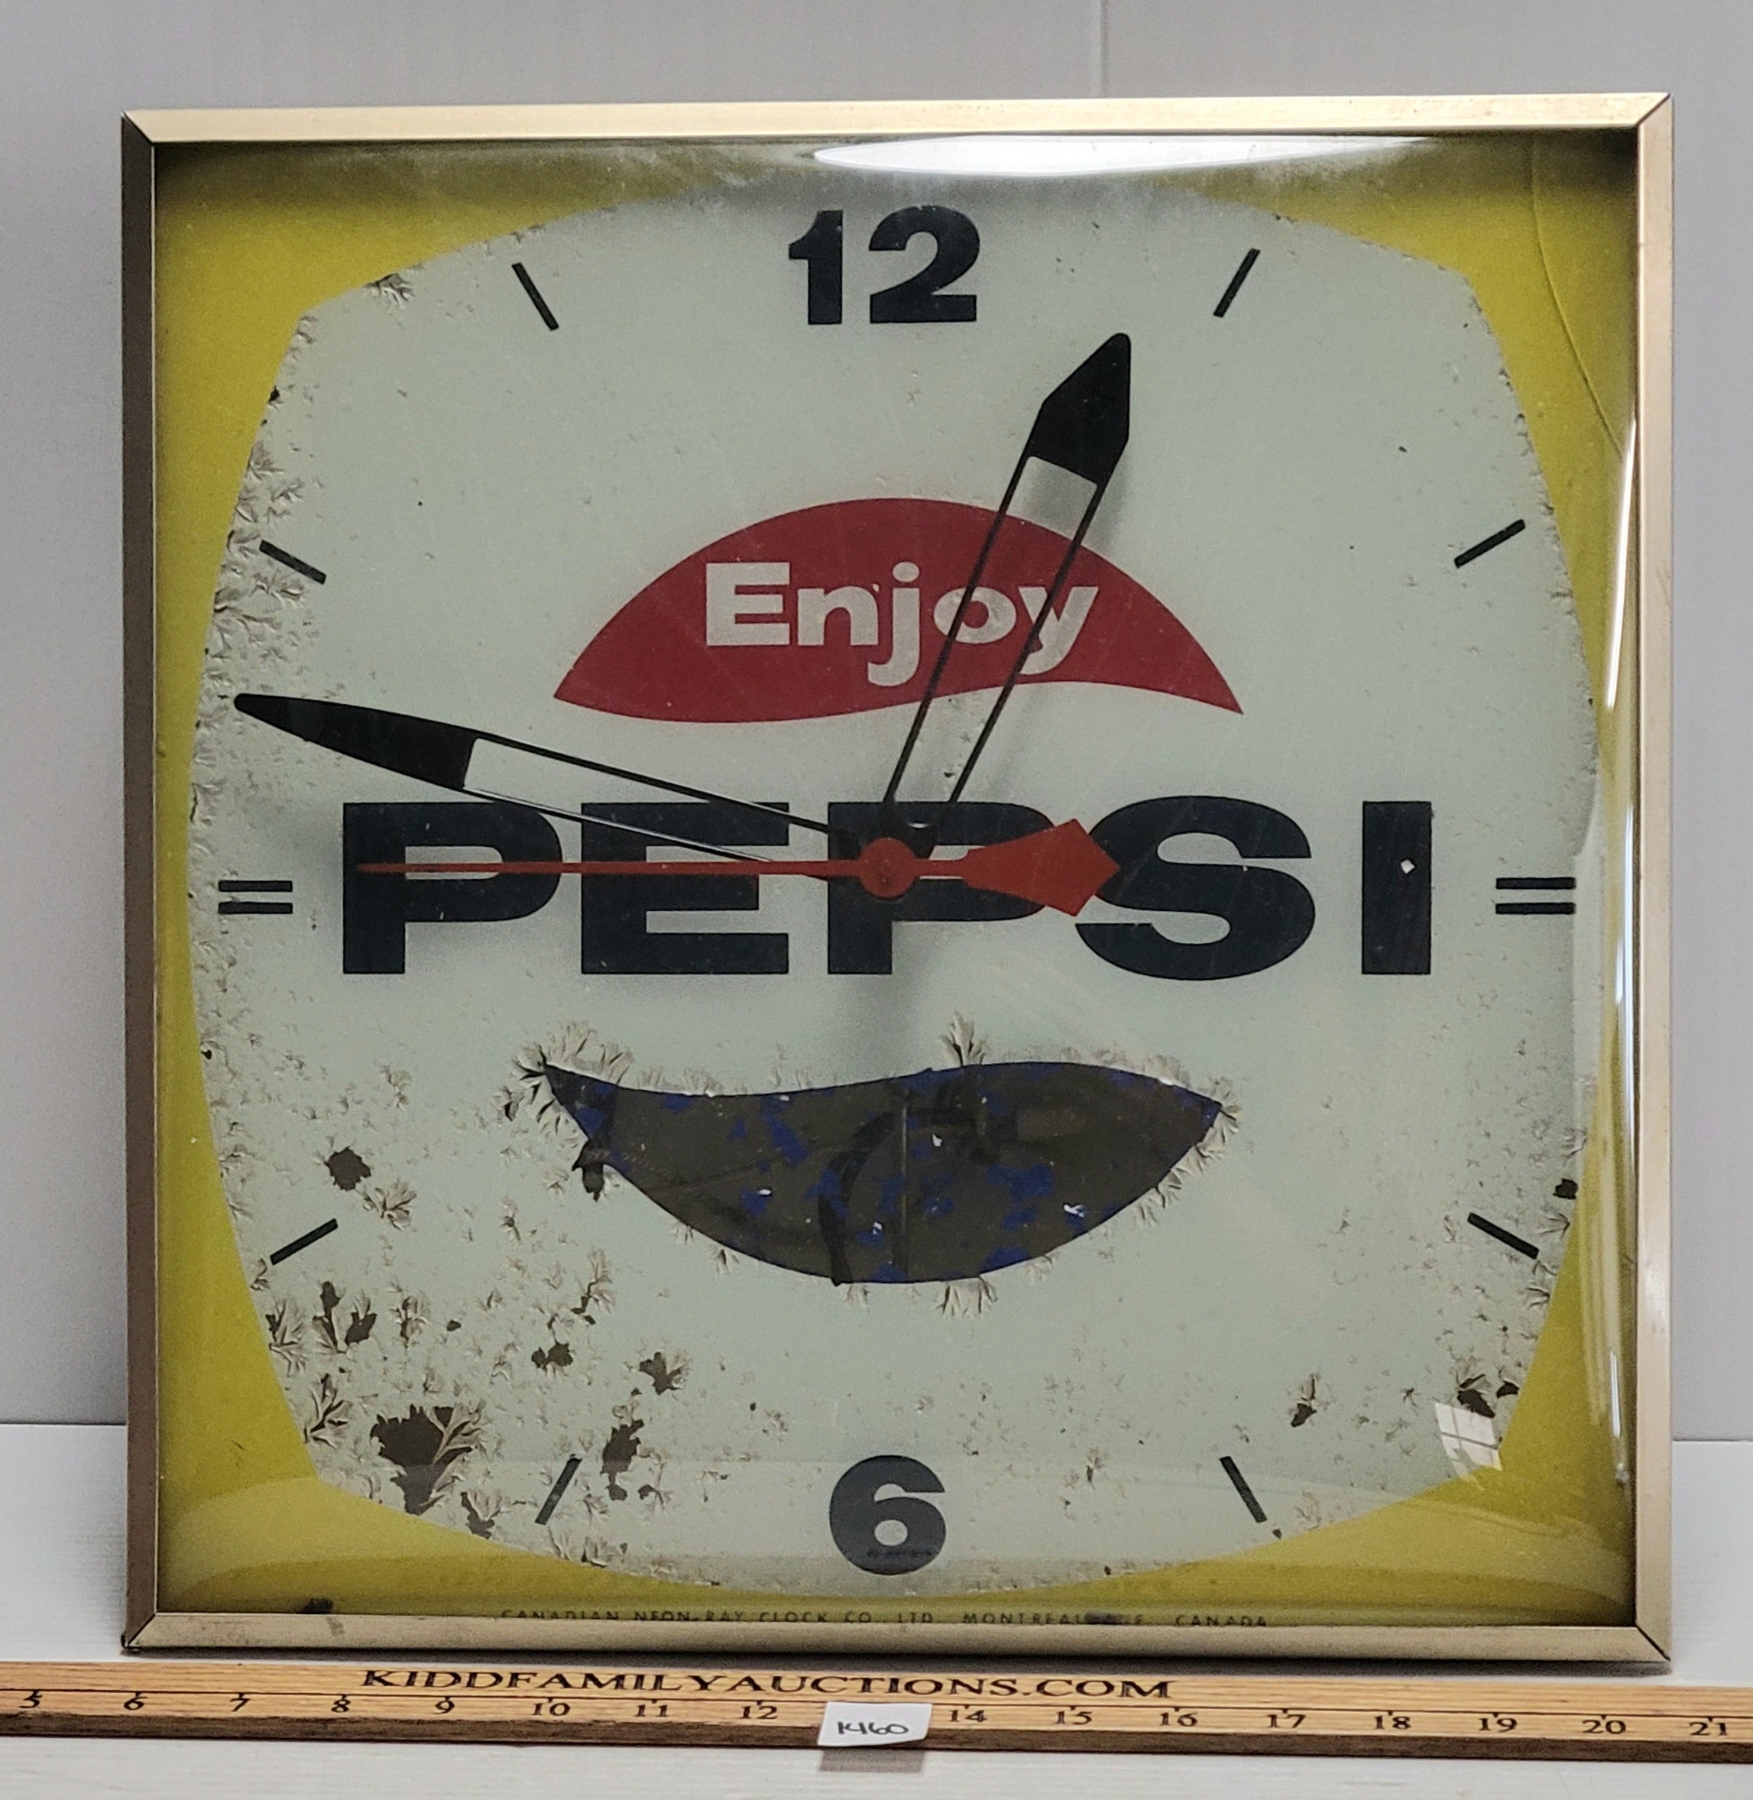 12
Enjoy
PEPSI
6
CANADIAN NEON-RAY CLOCK CO., LTD. MONTREAL CANADA
KIDDFAMILYAUCTIONS.COM
5 6 7 8 9 10 11 12 14 15 16 17 18 19 20 21
1460